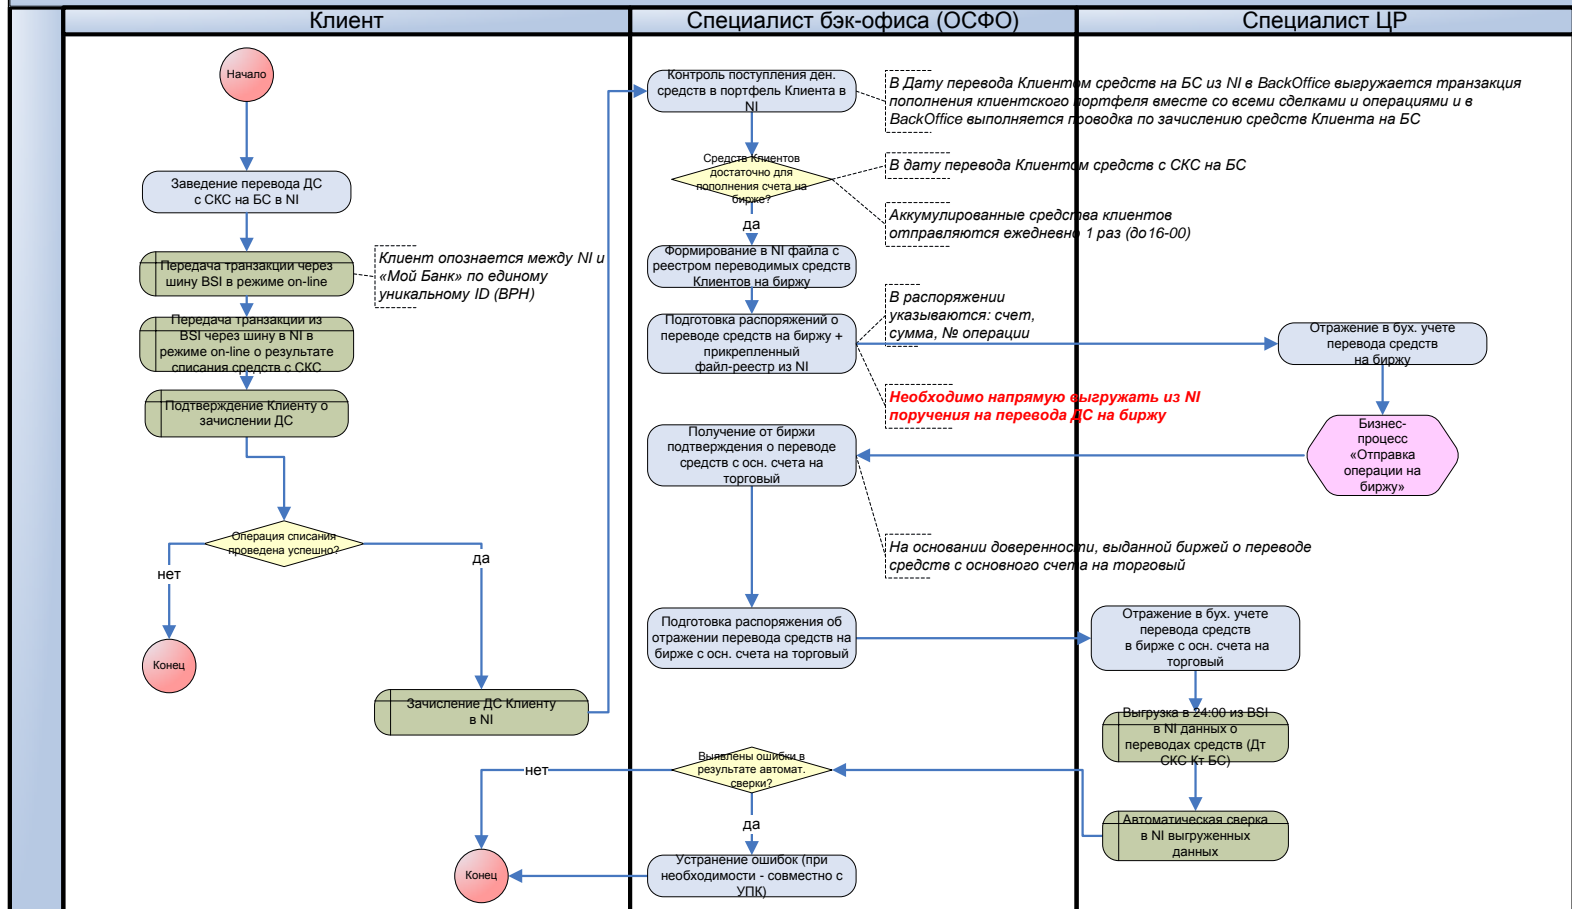 Клиент
Специалист бэк-офиса (ОСФО)
Специалист ЦР
Начало
Заведение перевода ДС
с СКС на БС в NI
Передача транзакции через
шину BSI в режиме on-line
Клиент опознается между NI и
«Мой Банк» по единому
уникальному ID (ВРН)
Передача транзакции из
BSI через шину в NI в
режиме on-line о результате
списания средств с СКС
Подтверждение Клиенту о
зачислении ДС
Операция списания
проведена успешно?
нет
да
Конец
Зачисление ДС Клиенту
в NI
Контроль поступления ден.
средств в портфель Клиента в
NI
В Дату перевода Клиентом средств на БС из NI в BackOffice выгружается транзакция
пополнения клиентского портфеля вместе со всеми сделками и операциями и в
BackOffice выполняется проводка по зачислению средств Клиента на БС
Средств Клиентов
достаточно для
пополнения счета на
бирже?
В дату перевода Клиентом средств с СКС на БС
Аккумулированные средства клиентов
отправляются ежедневно 1 раз (до16-00)
да
Формирование в NI файла с
реестром переводимых средств
Клиентов на биржу
Подготовка распоряжений о
переводе средств на биржу +
прикрепленный
файл-реестр из NI
В распоряжении
указываются: счет,
сумма, № операции
Необходимо напрямую выгружать из NI
поручения на перевода ДС на биржу
Отражение в бух. учете
перевода средств
на биржу
Бизнес-
процесс
«Отправка
операции на
биржу»
Получение от биржи
подтверждения о переводе
средств с осн. счета на
торговый
На основании доверенности, выданной биржей о переводе
средств с основного счета на торговый
Подготовка распоряжения об
отражении перевода средств на
бирже с осн. счета на торговый
Отражение в бух. учете
перевода средств
в бирже с осн. счета на
торговый
Выгрузка в 24:00 из BSI
в NI данных о
переводах средств (Дт
СКС Кт БС)
Автоматическая сверка
в NI выгруженных
данных
Выявлены ошибки в
результате автомат.
сверки?
нет
да
Устранение ошибок (при
необходимости - совместно с
УПК)
Конец